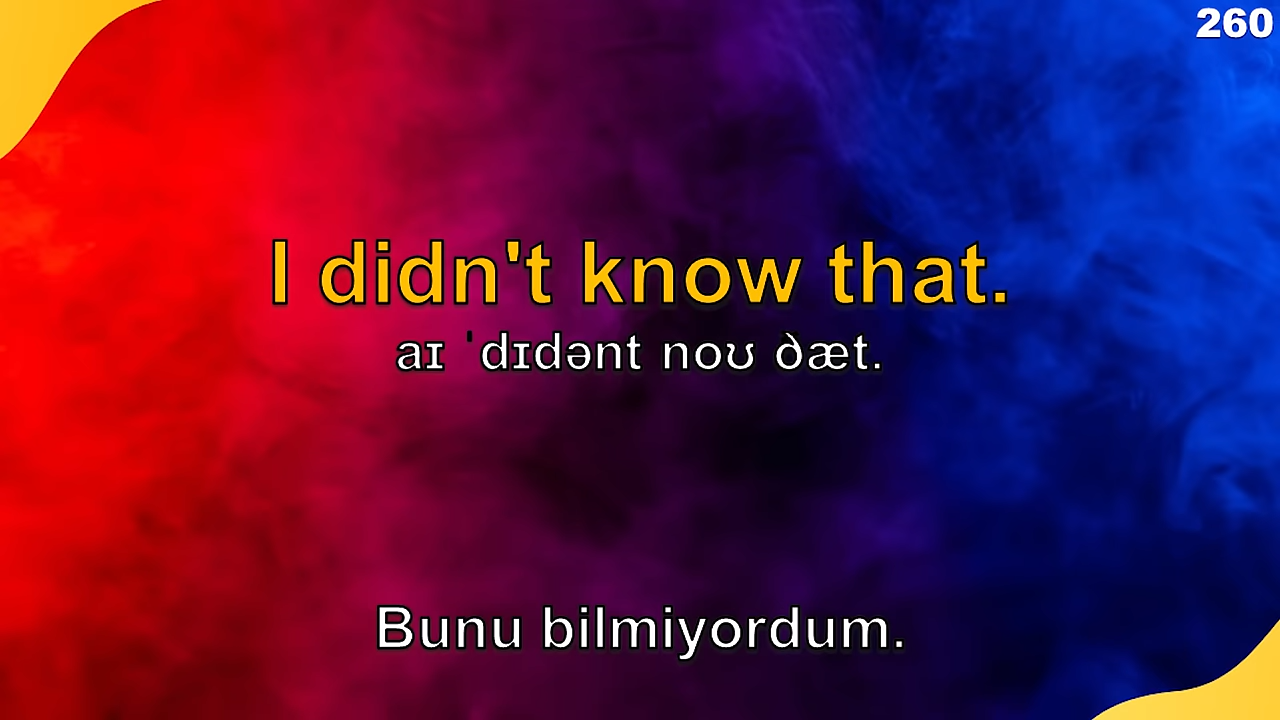 260
I didn't know that.
aɪ ˈdɪdənt noʊ ðæt.
Bunu bilmiyordum.